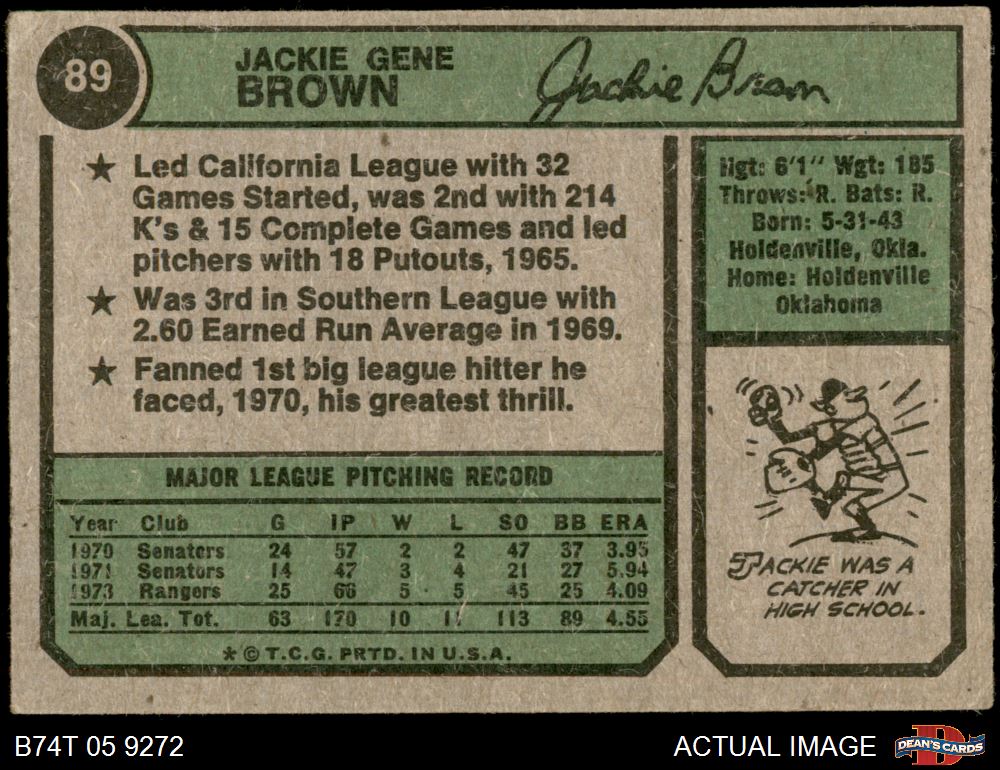 89
JACKIE GENE
BROWN
Jackie Brown
★ Led California League with 32
Games Started, was 2nd with 214
K's & 15 Complete Games and led
pitchers with 18 Putouts, 1965.
★ Was 3rd in Southern League with
2.60 Earned Run Average in 1969.
★ Fanned 1st big league hitter he
faced, 1970, his greatest thrill.
Hgt: 6'1" Wgt: 185
Throws: R. Bats: R.
Born: 5-31-43
Holdenville, Okla.
Home: Holdenville
Oklahoma
JACKIE WAS A
CATCHER IN
HIGH SCHOOL.
MAJOR LEAGUE PITCHING RECORD
Year Club G IP W L SO BB ERA
1970 Senators 24 57 2 2 47 37 3.95
1971 Senators 14 47 3 4 21 27 5.94
1973 Rangers 25 66 5 5 45 25 4.09
Maj. Lea. Tot. 63 170 10 11 113 89 4.55
* © T.C.G. PRTD. IN U.S.A.
B74T 05 9272
ACTUAL IMAGE
D
DEAN'S CARDS